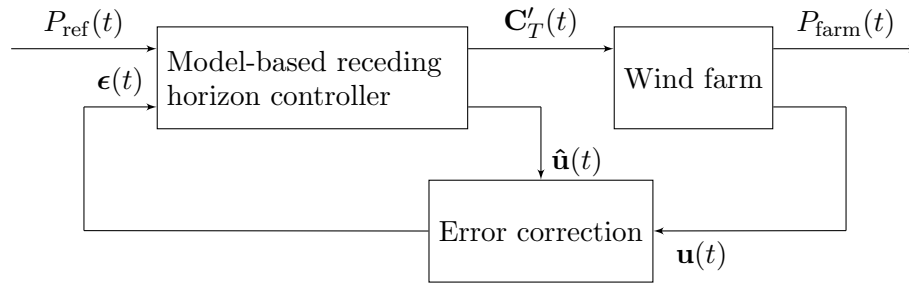 P_ref(t)
C′_T(t)
P_farm(t)
Model-based receding
horizon controller
Wind farm
ϵ(t)
û(t)
Error correction
u(t)